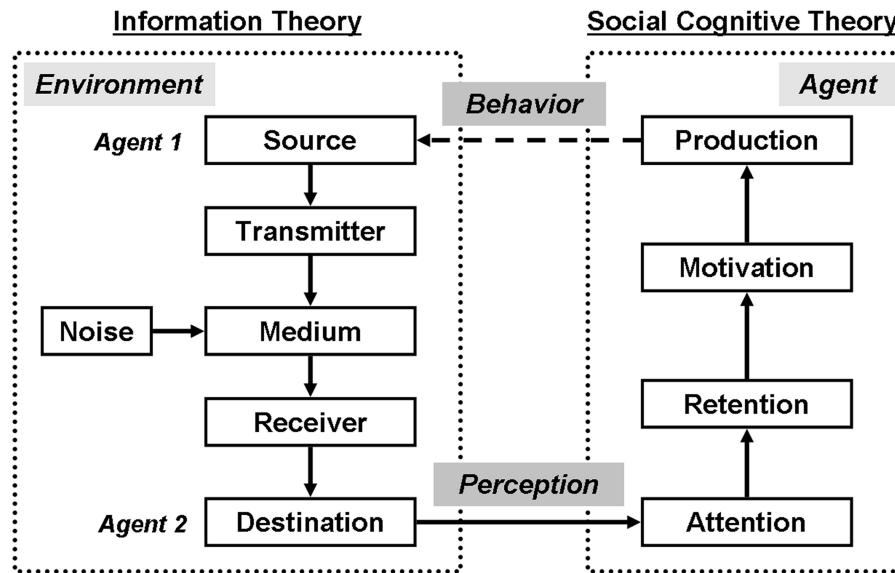 Information Theory
Social Cognitive Theory
Environment
Agent
Behavior
Agent 1
Source
Production
Transmitter
Motivation
Noise
Medium
Receiver
Retention
Perception
Agent 2
Destination
Attention